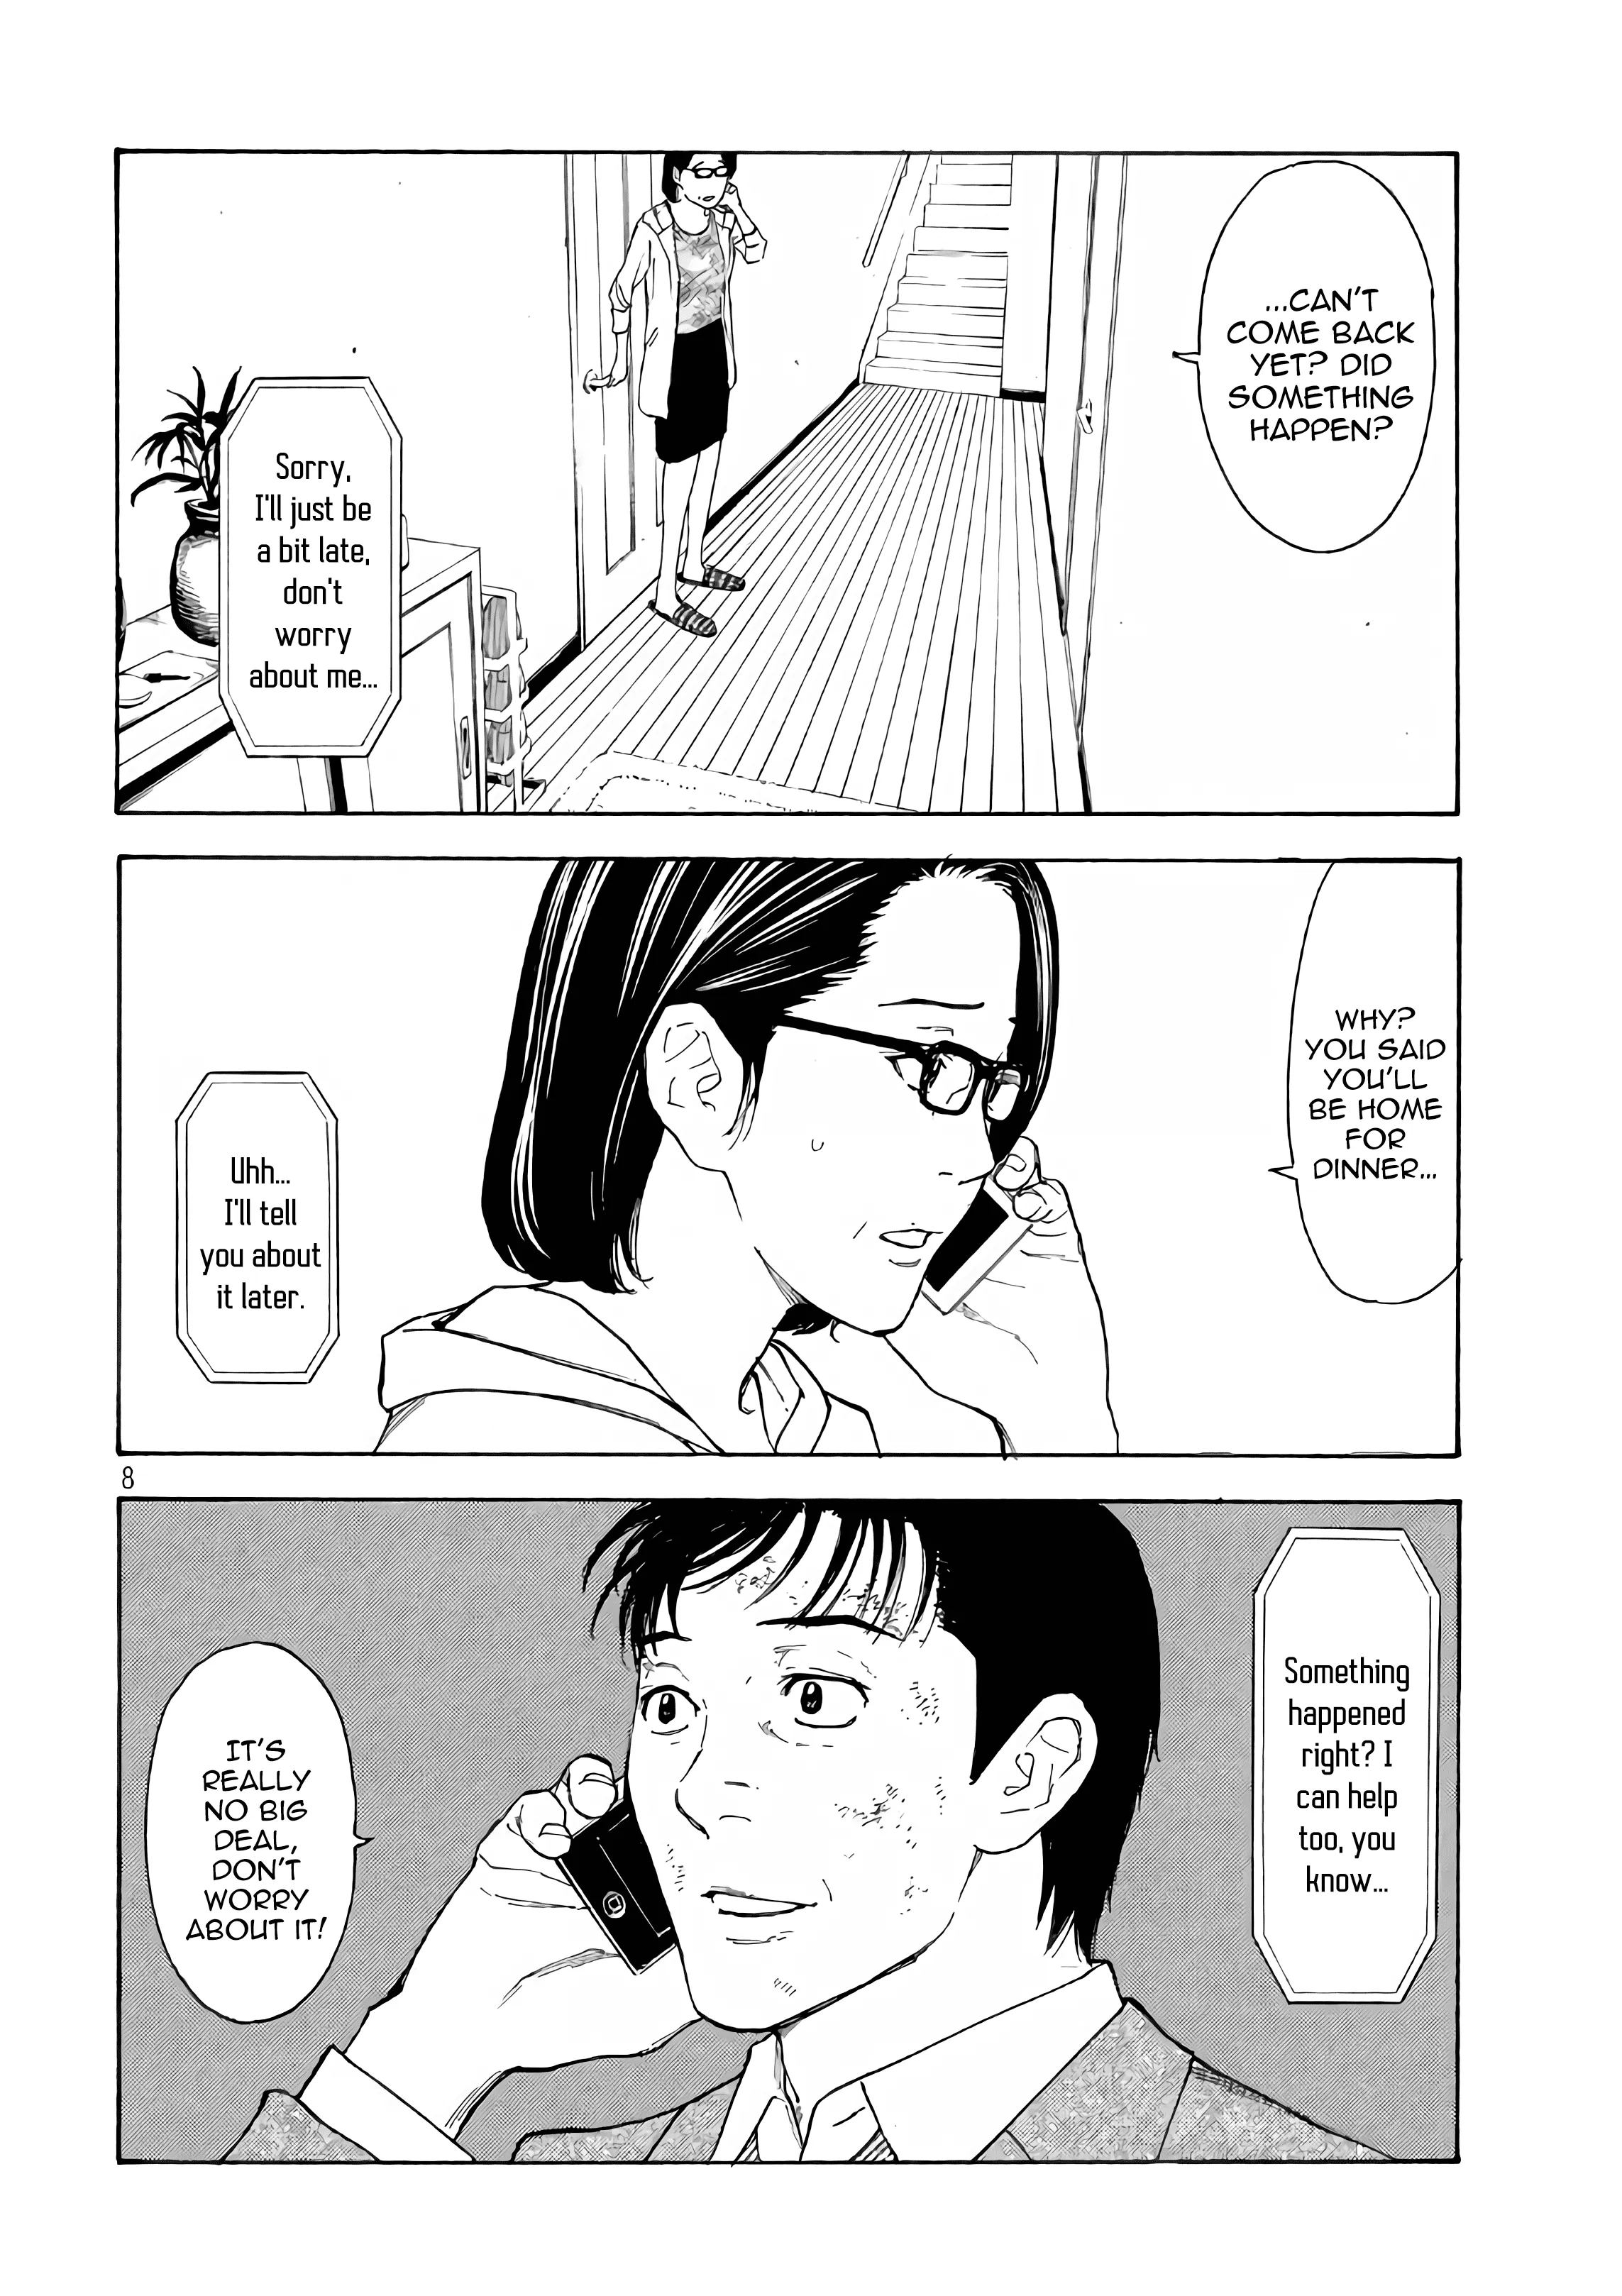 ...CAN'T
COME BACK
YET? DID
SOMETHING
HAPPEN?
Sorry,
I'll just be
a bit late,
don't
worry
about me...
WHY?
YOU SAID
YOU'LL
BE HOME
FOR
DINNER...
Uhh...
I'll tell
you about
it later.
8
Something
happened
right? I
can help
too, you
know...
IT'S
REALLY
NO BIG
DEAL,
DON'T
WORRY
ABOUT IT!